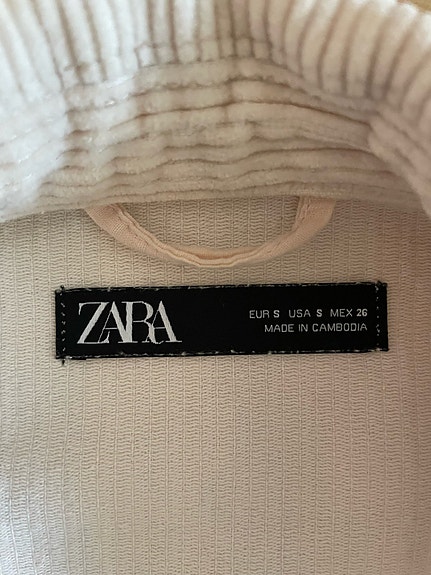 ZARA
EUR S USA S MEX 26
MADE IN CAMBODIA